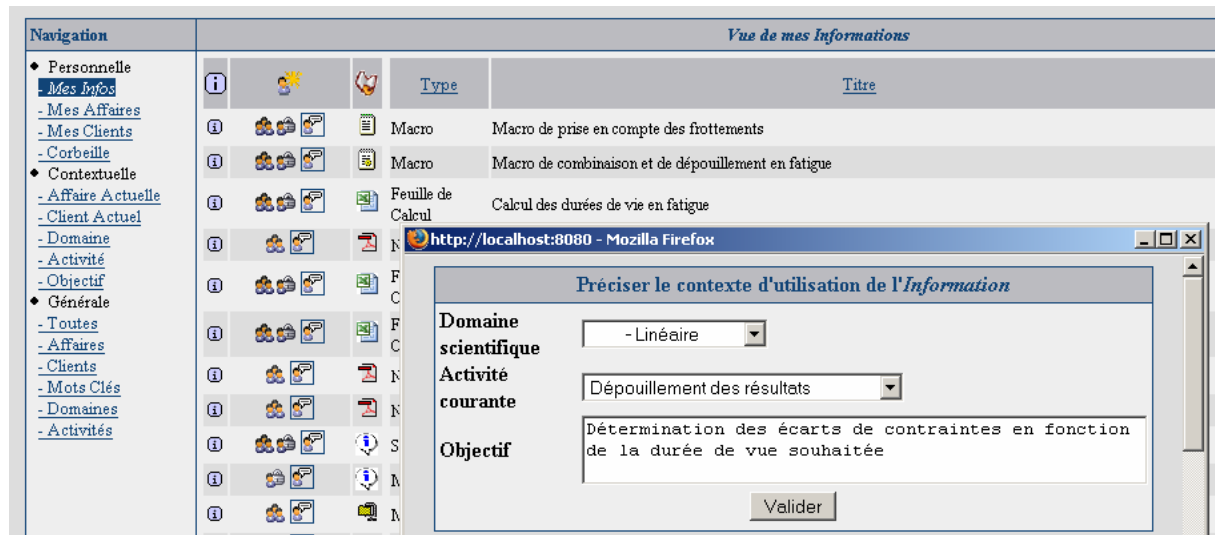 Navigation
Vue de mes Informations
◆ Personnelle
- Mes Infos
- Mes Affaires
- Mes Clients
- Corbeille
◆ Contextuelle
- Affaire Actuelle
- Client Actuel
- Domaine
- Activité
- Objectif
◆ Générale
- Toutes
- Affaires
- Clients
- Mots Clés
- Domaines
- Activités
Type Titre
Macro Macro de prise en compte des frottements
Macro Macro de combinaison et de dépouillement en fatigue
Feuille de
Calcul
Calcul des durées de vie en fatigue
http://localhost:8080 - Mozilla Firefox
Préciser le contexte d'utilisation de l'Information
Domaine
scientifique
- Linéaire
Activité
courante
Dépouillement des résultats
Objectif
Détermination des écarts de contraintes en fonction
de la durée de vue souhaitée
Valider